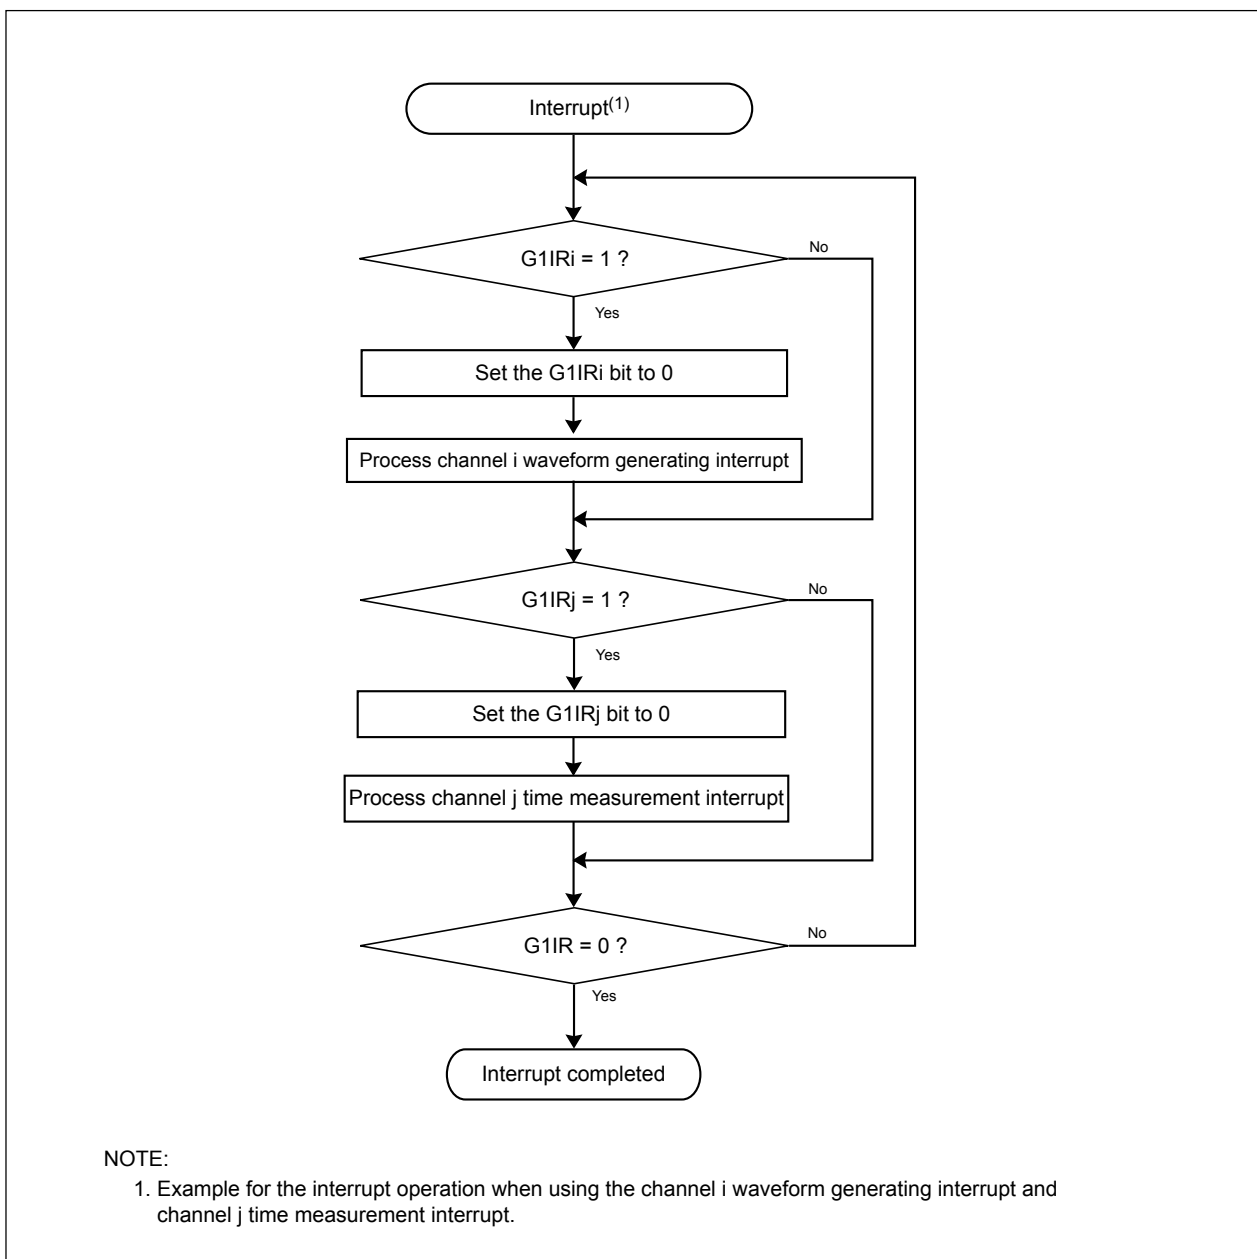 Interrupt(1)
G1IRi = 1 ?
No
Yes
Set the G1IRi bit to 0
Process channel i waveform generating interrupt
G1IRj = 1 ?
No
Yes
Set the G1IRj bit to 0
Process channel j time measurement interrupt
G1IR = 0 ?
No
Yes
Interrupt completed
NOTE:
1. Example for the interrupt operation when using the channel i waveform generating interrupt and
channel j time measurement interrupt.